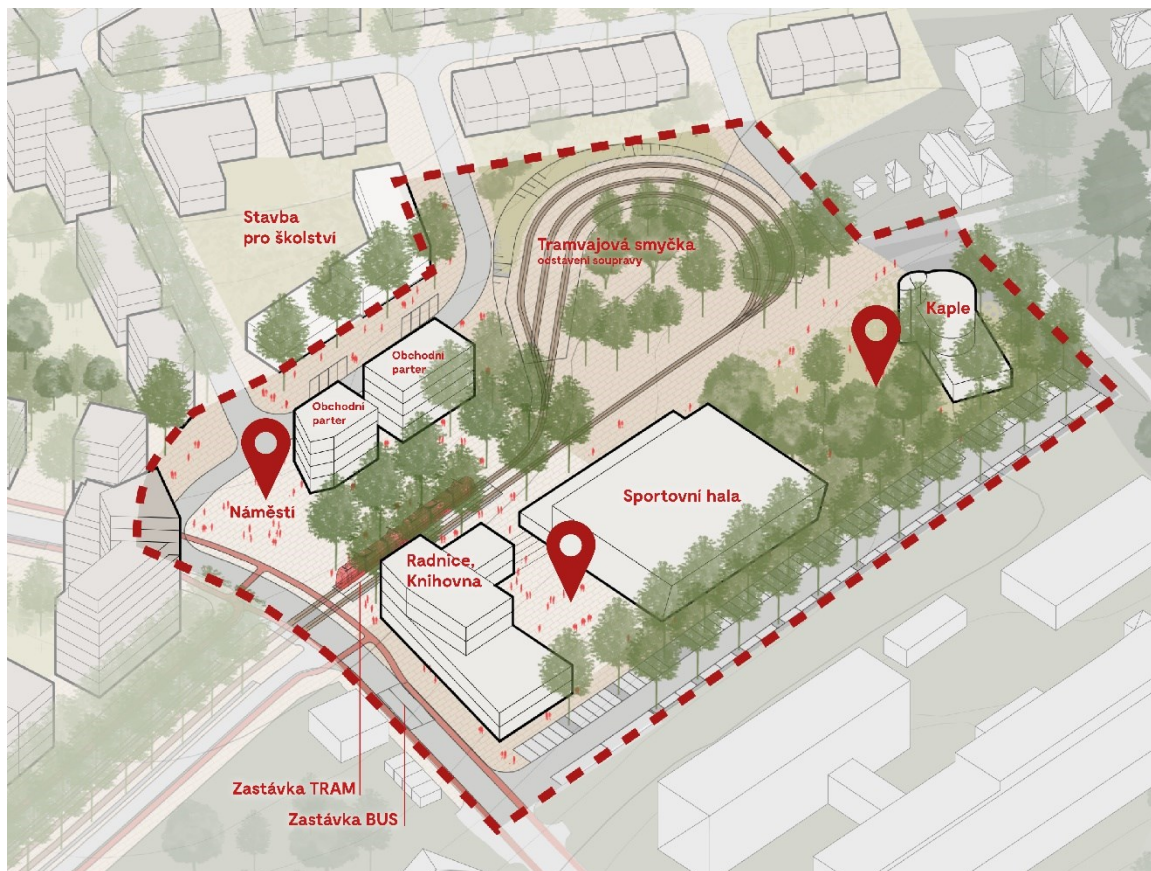 Stavba
pro školství
Tramvajová smyčka
odstavení soupravy
Kaple
Obchodní
parter
Obchodní
parter
Náměstí
Sportovní hala
Radnice,
Knihovna
Zastávka TRAM
Zastávka BUS